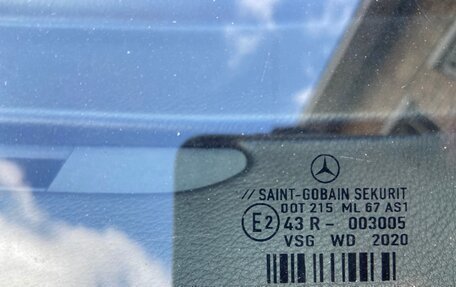 // SAINT-GOBAIN SEKURIT
DOT 215 ML 67 AS1
E2 43 R - 003005
VSG WD 2020